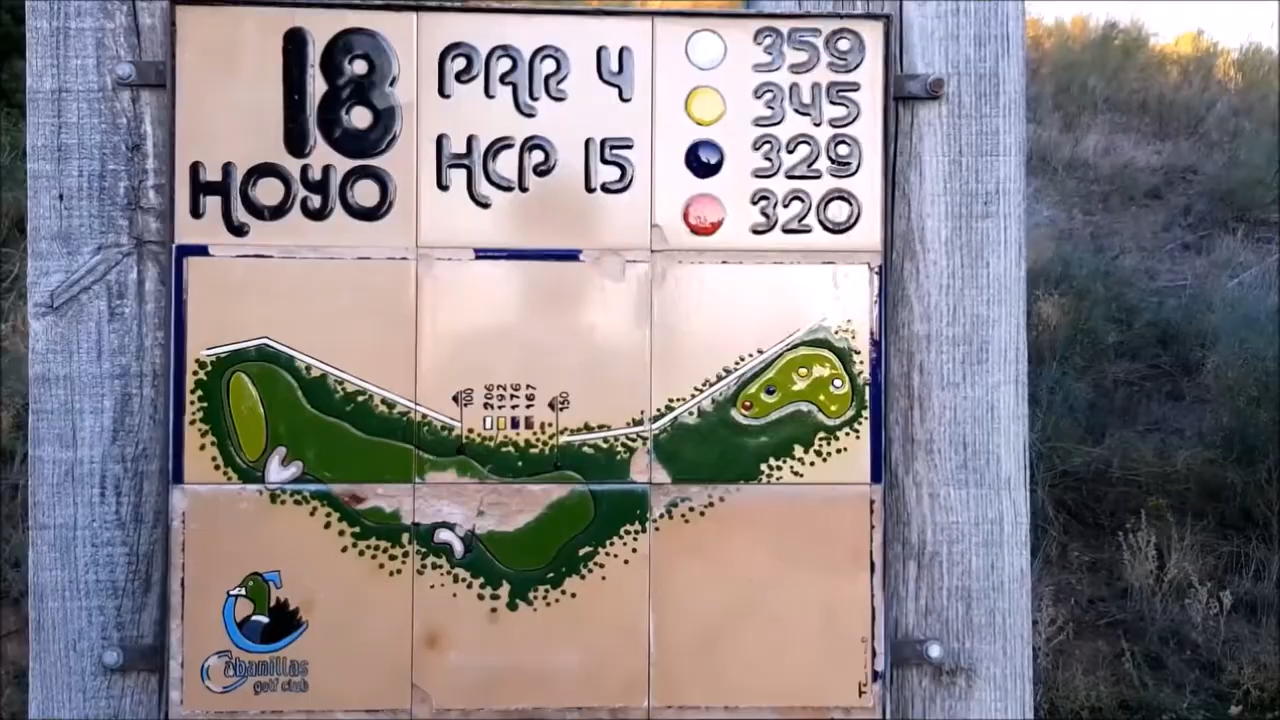 18
HOYO
PAR 4
HCP 15
359
345
329
320
100
206
192
176
167
150
Cabanillas
golf club